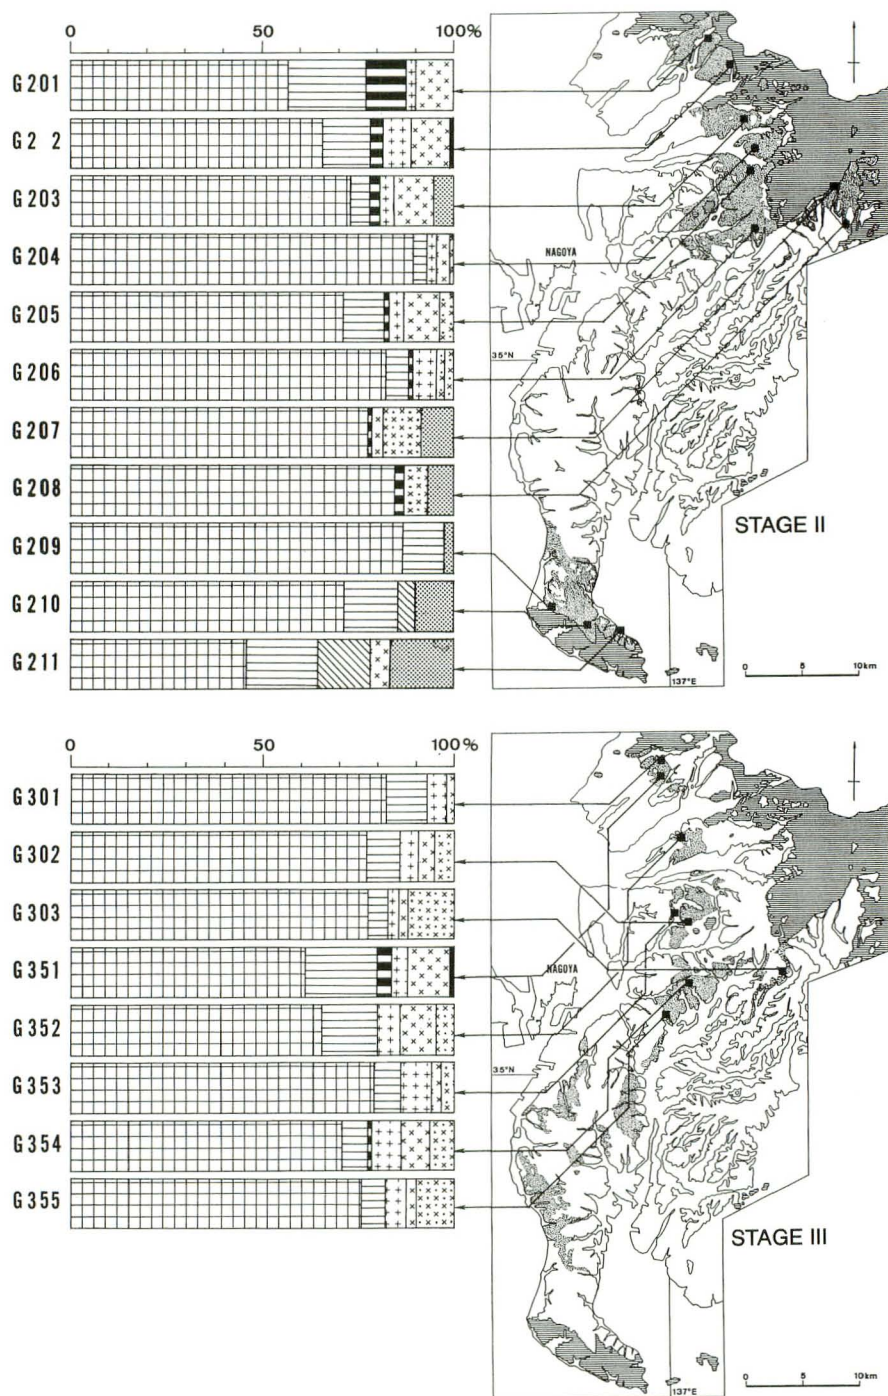 0 50 100%
G201
G2 2
G203
G204
G205
G206
G207
G208
G209
G210
G211
NAGOYA
35°N
STAGE II
137°E
0 5 10km
0 50 100%
G301
G302
G303
G351
G352
G353
G354
G355
NAGOYA
35°N
STAGE III
137°E
0 5 10km